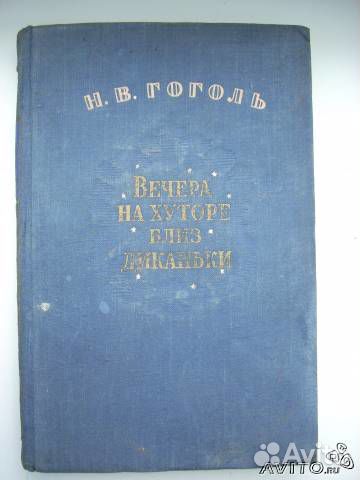 Н. В. ГОГОЛЬ
ВЕЧЕРА
НА ХУТОРЕ
БЛИЗ
ДИКАНЬКИ
AVITO.ru